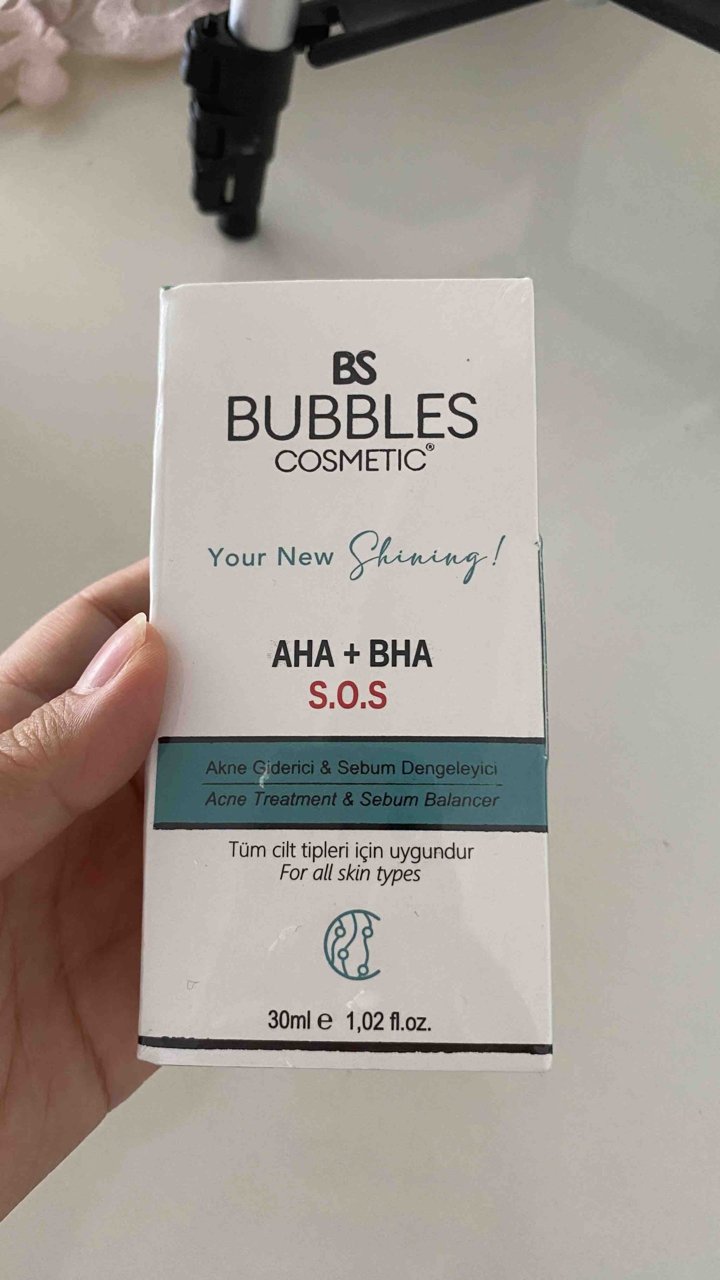 BS
BUBBLES
COSMETIC®
Your New Shining!
AHA + BHA
S.O.S
Akne Giderici & Sebum Dengeleyici
Acne Treatment & Sebum Balancer
Tüm cilt tipleri için uygundur
For all skin types
30ml e 1,02 fl.oz.